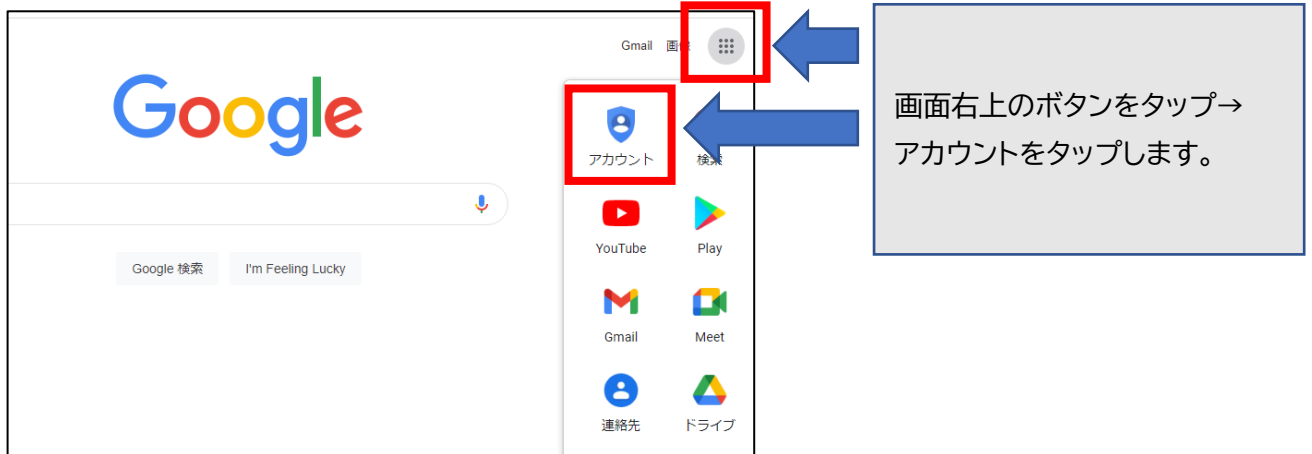 Gmail
画面右上のボタンをタップ→
アカウントをタップします。
Google
アカウント
YouTube Play
Google 検索 I'm Feeling Lucky
Gmail Meet
連絡先 ドライブ